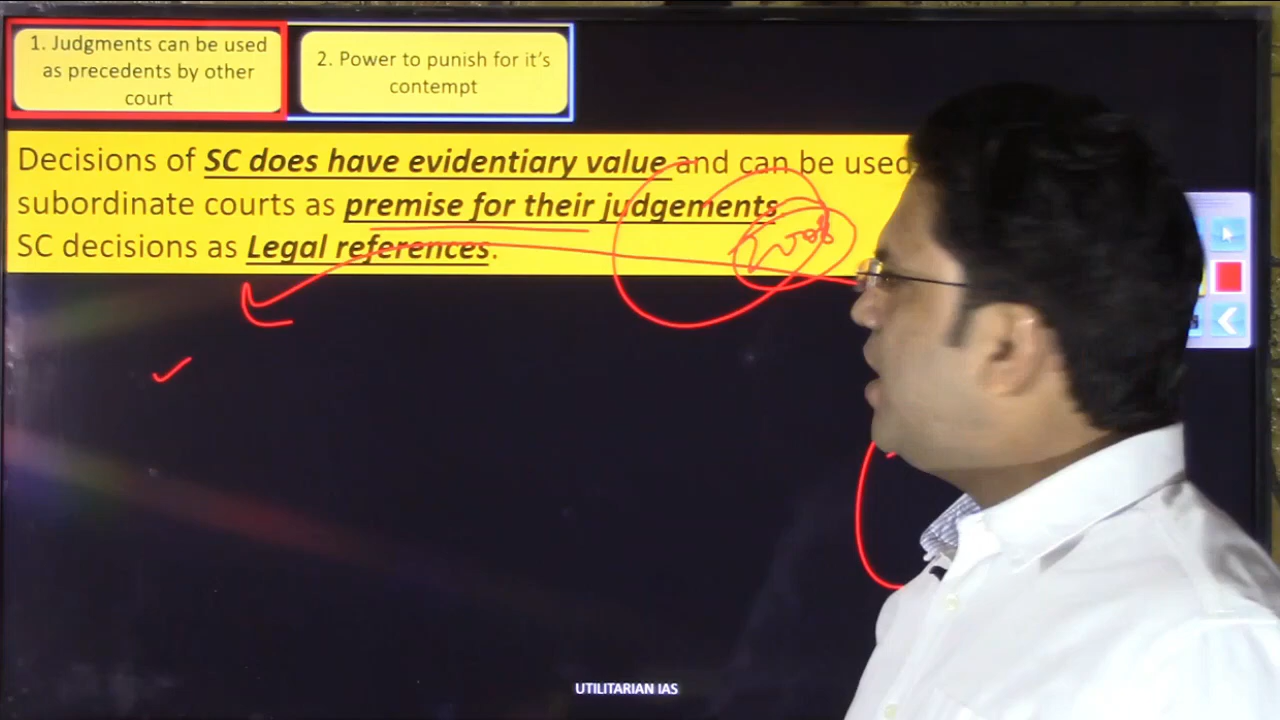 1. Judgments can be used
as precedents by other
court
2. Power to punish for it's
contempt
Decisions of SC does have evidentiary value and can be used
subordinate courts as premise for their judgements
SC decisions as Legal references.
UTILITARIAN IAS